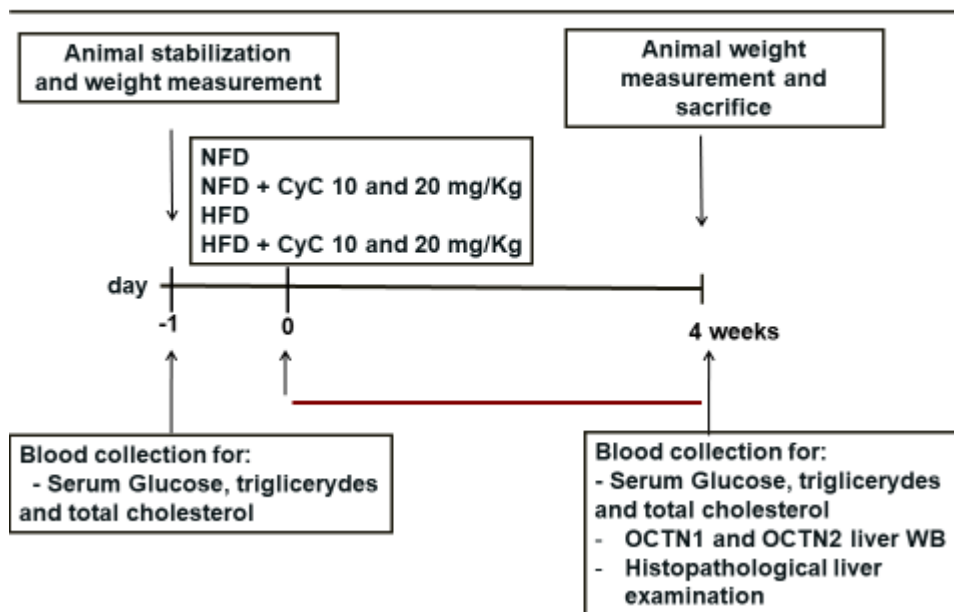 Animal stabilization
and weight measurement
Animal weight
measurement and
sacrifice
NFD
NFD + CyC 10 and 20 mg/Kg
HFD
HFD + CyC 10 and 20 mg/Kg
day
-1
0
4 weeks
Blood collection for:
- Serum Glucose, triglicerydes
and total cholesterol
Blood collection for:
- Serum Glucose, triglicerydes
and total cholesterol
- OCTN1 and OCTN2 liver WB
- Histopathological liver
examination